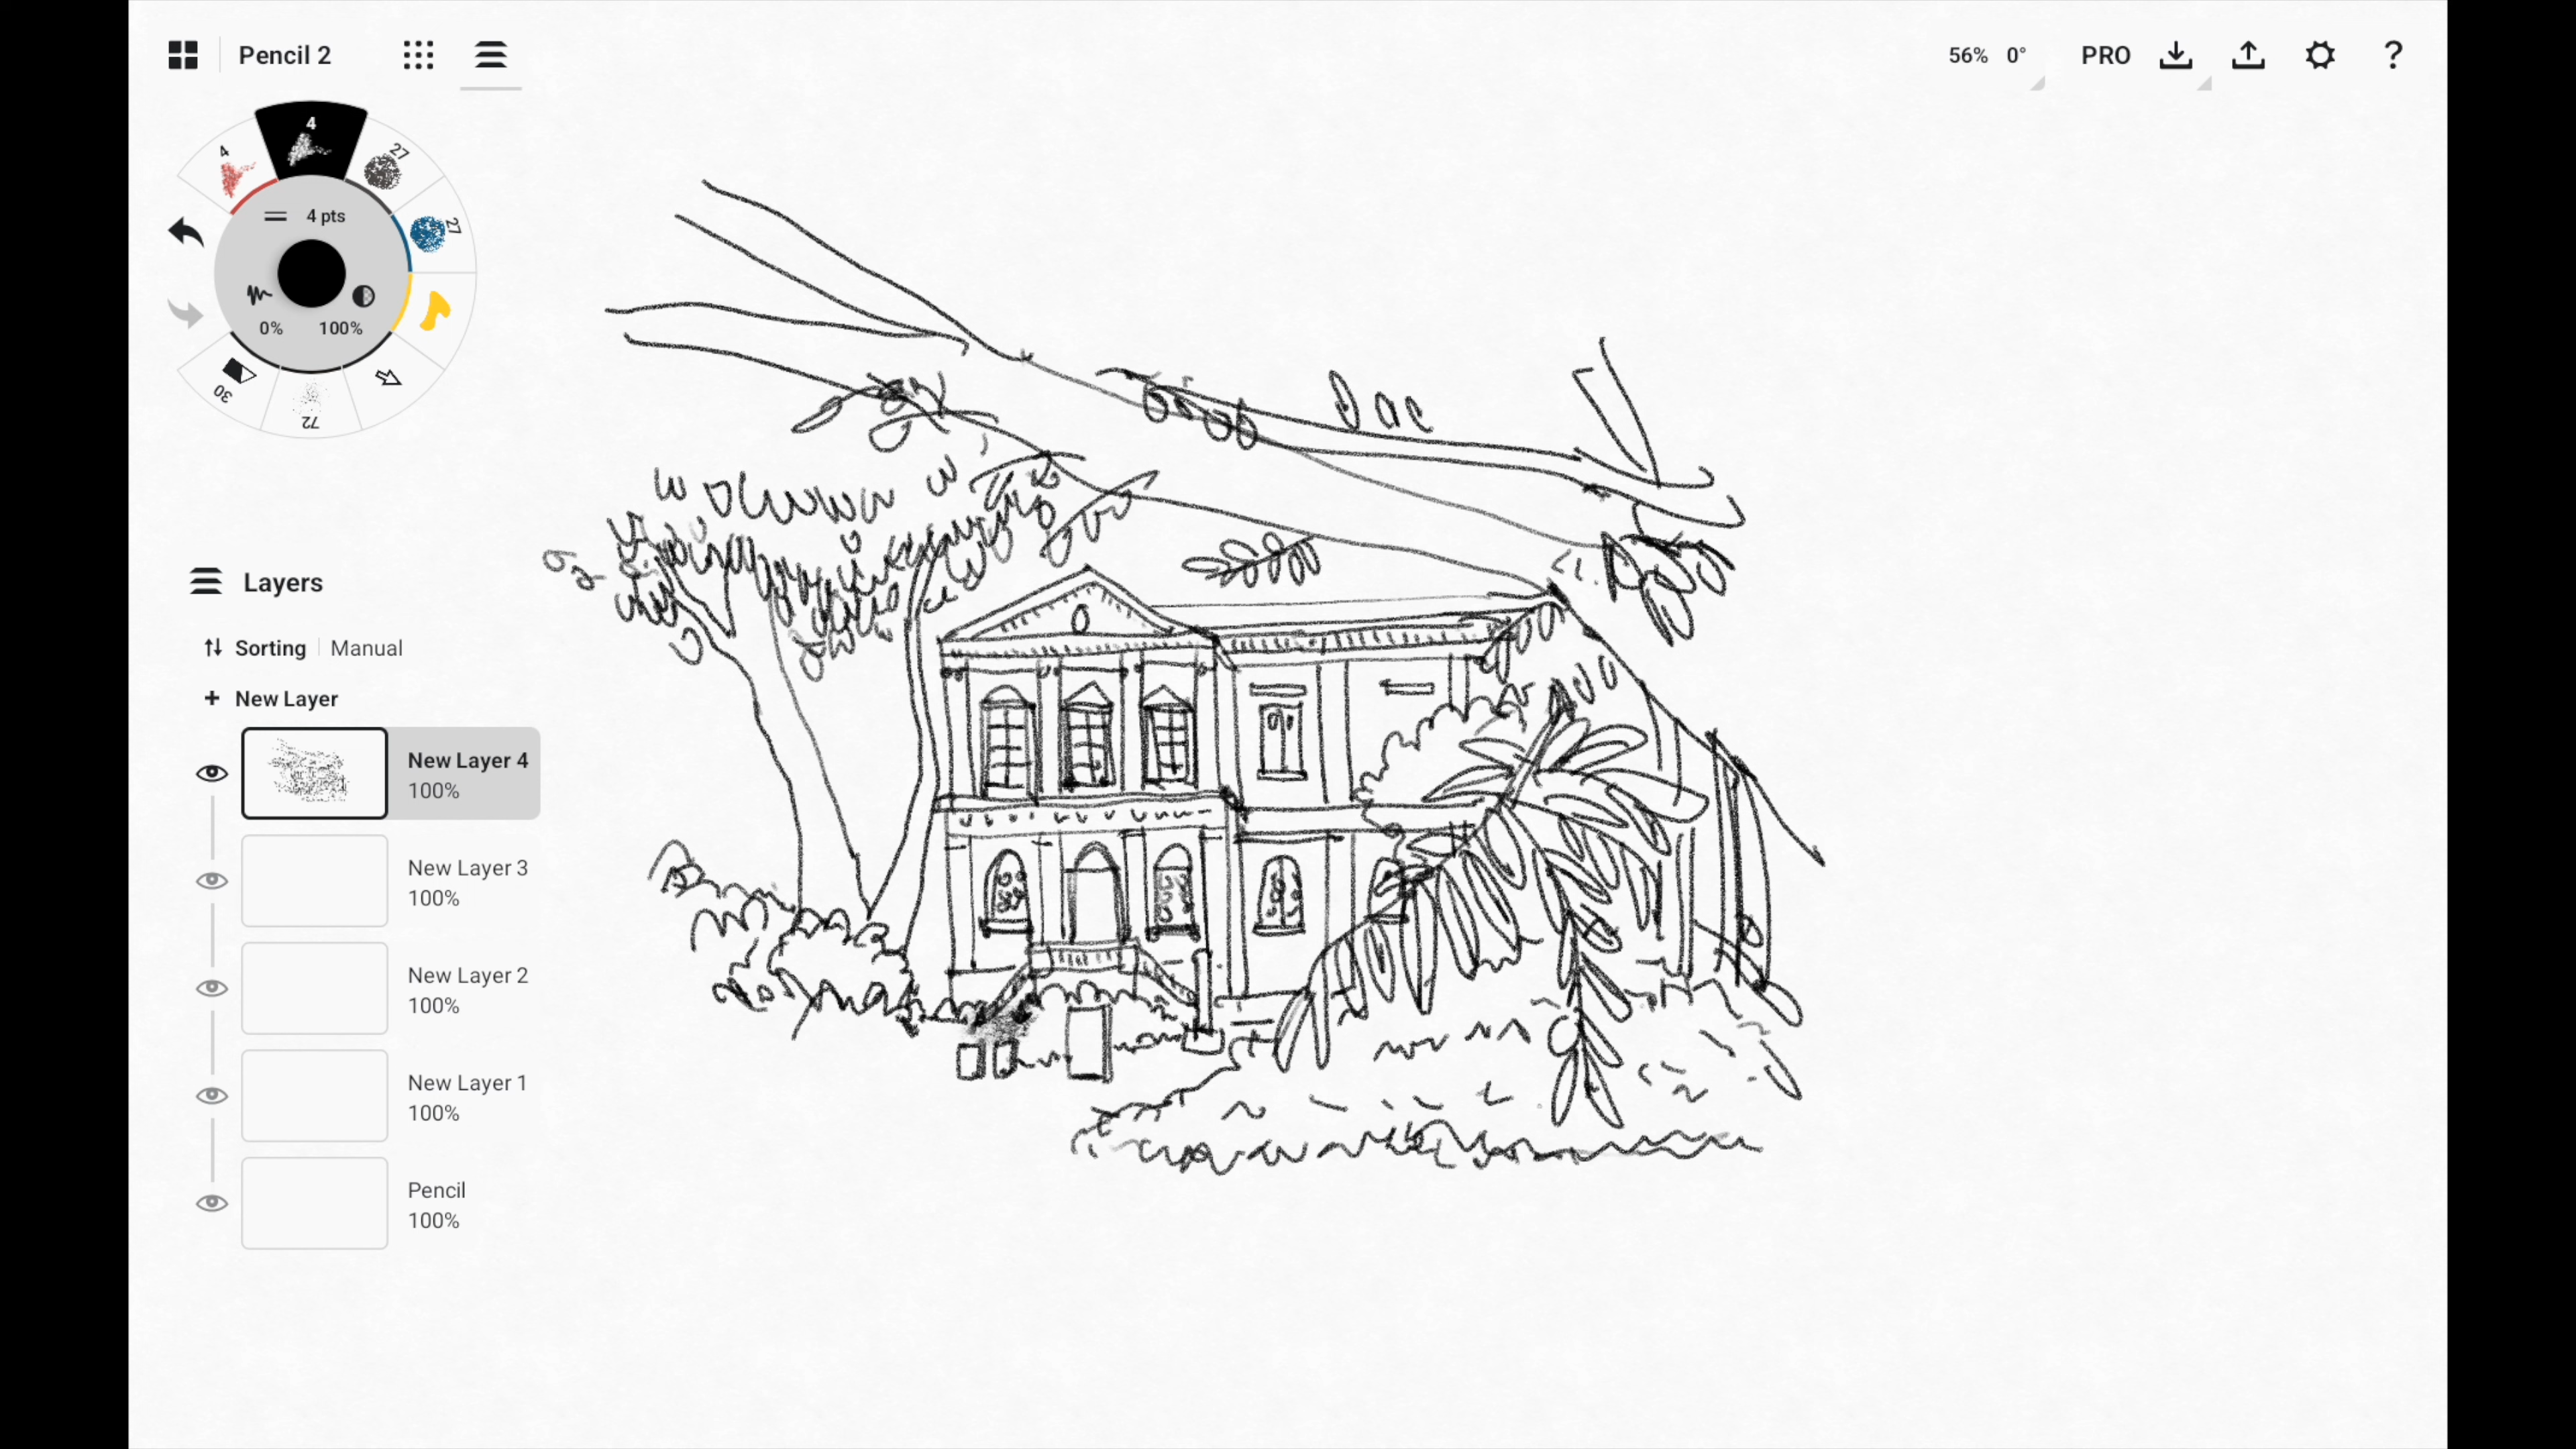 Pencil 2
56% 0° PRO ?
4
4
27
27
4 pts
0% 100%
30
72
Layers
Sorting Manual
+ New Layer
New Layer 4
100%
New Layer 3
100%
New Layer 2
100%
New Layer 1
100%
Pencil
100%